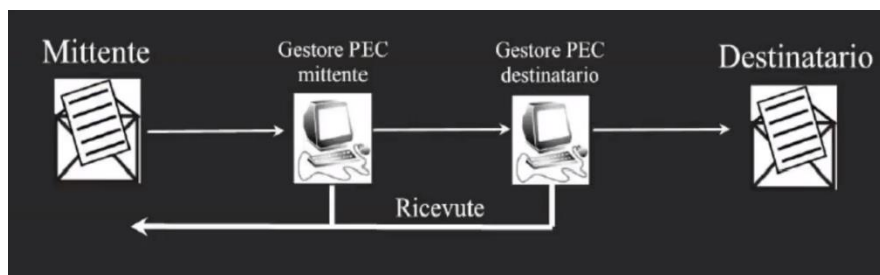 Mittente
Gestore PEC
mittente
Gestore PEC
destinatario
Destinatario
Ricevute